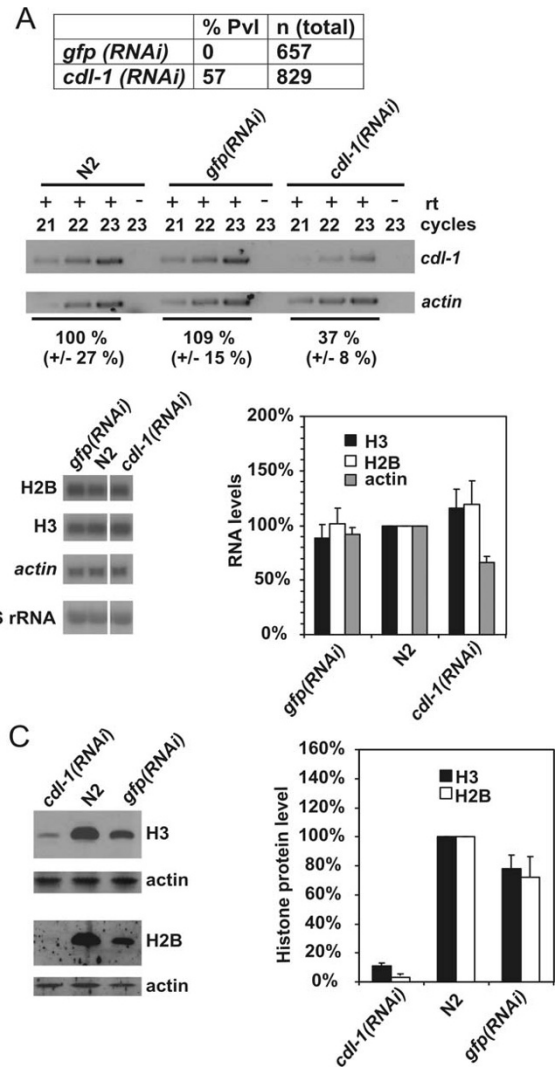 A
% Pvl n (total)
gfp (RNAi) 0 657
cdl-1 (RNAi) 57 829
N2 gfp(RNAi) cdl-1(RNAi)
+ + + - + + + - + + + - rt
21 22 23 23 21 22 23 23 21 22 23 23 cycles
cdl-1
actin
100 % 109 % 37 %
(+/- 27 %) (+/- 15 %) (+/- 8 %)
gfp(RNAi) N2 cdl-1(RNAi)
H2B
H3
actin
rRNA
RNA levels
200%
150%
100%
50%
0%
H3
H2B
actin
gfp(RNAi) N2 cdl-1(RNAi)
C
cdl-1(RNAi) N2 gfp(RNAi)
H3
actin
H2B
actin
Histone protein level
160%
140%
120%
100%
80%
60%
40%
20%
0%
H3
H2B
cdl-1(RNAi) N2 gfp(RNAi)